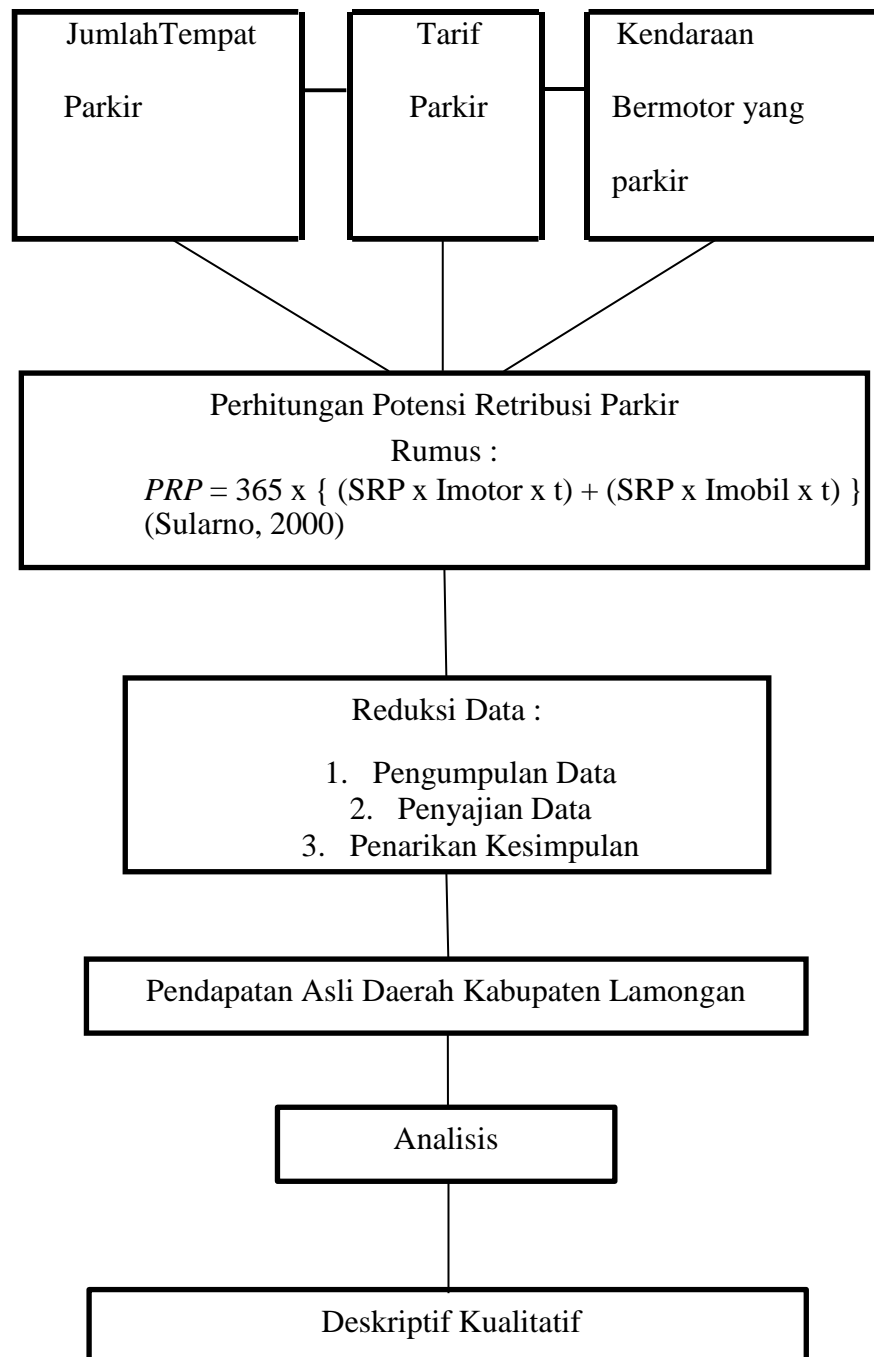 JumlahTempat
Parkir
Tarif
Parkir
Kendaraan
Bermotor yang
parkir
Perhitungan Potensi Retribusi Parkir
Rumus :
PRP = 365 x { (SRP x Imotor x t) + (SRP x Imobil x t) }
(Sularno, 2000)
Reduksi Data :
1. Pengumpulan Data
2. Penyajian Data
3. Penarikan Kesimpulan
Pendapatan Asli Daerah Kabupaten Lamongan
Analisis
Deskriptif Kualitatif